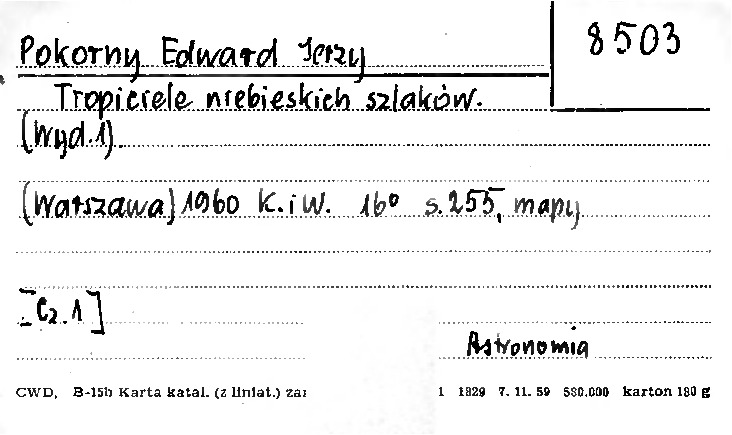 8503
Pokorny Edward Jerzy
Tropiciele niebieskich szlaków.
(Wyd.1)
(Warszawa) 1960 K.iW. 16° s.255, mapy
[Cz.1]
Astronomia
CWD, B-15b Karta katal. (z liniat.) 1 1829 7.11.59 580.000 karton 180 g